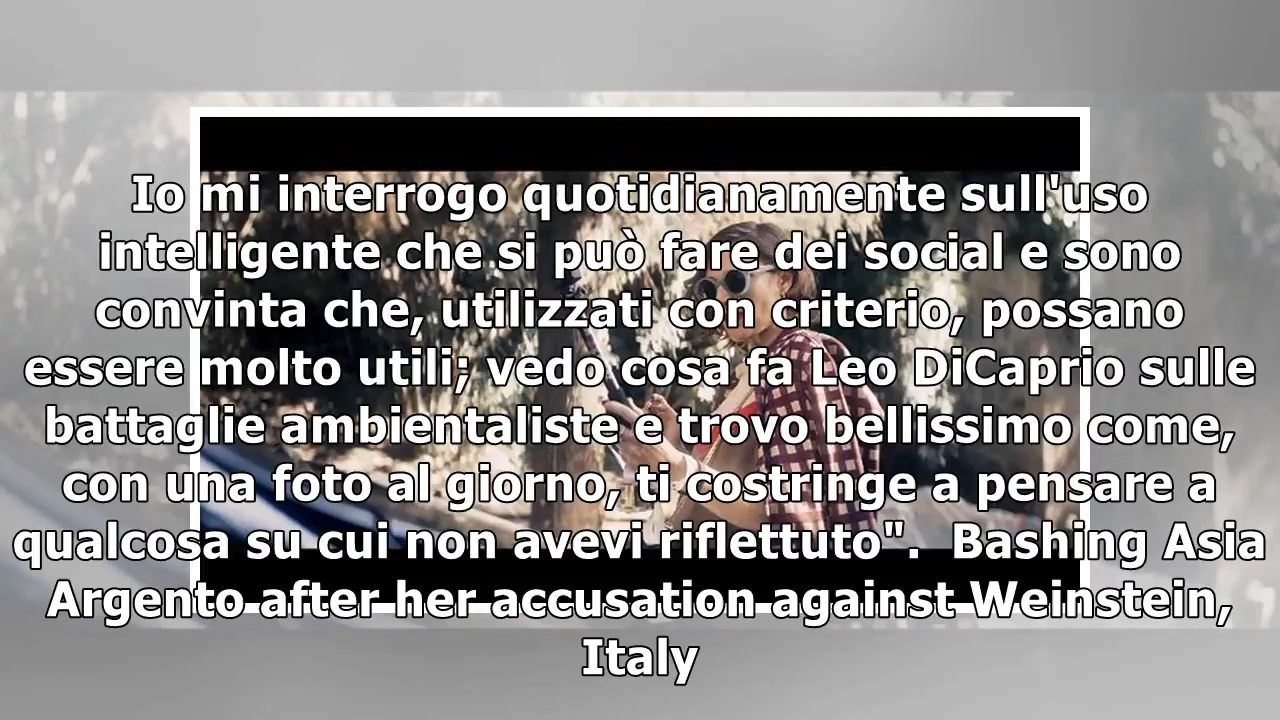 Io mi interrogo quotidianamente sull'uso
intelligente che si può fare dei social e sono
convinta che, utilizzati con criterio, possano
essere molto utili; vedo cosa fa Leo DiCaprio sulle
battaglie ambientaliste e trovo bellissimo come,
con una foto al giorno, ti costringe a pensare a
qualcosa su cui non avevi riflettuto".  Bashing Asia
Argento after her accusation against Weinstein,
Italy